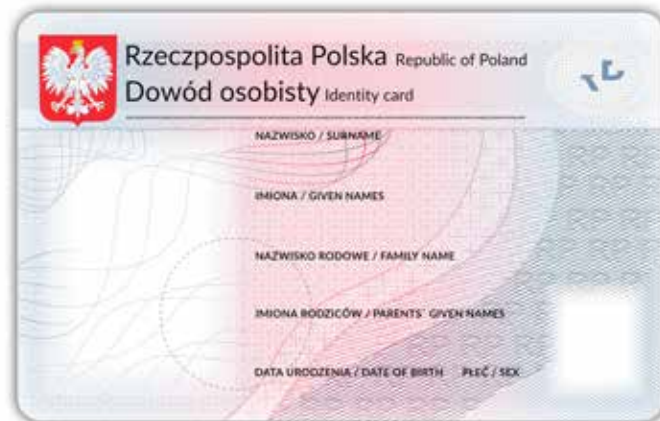 Rzeczpospolita Polska Republic of Poland
Dowód osobisty Identity card
NAZWISKO / SURNAME
IMIONA / GIVEN NAMES
NAZWISKO RODOWE / FAMILY NAME
IMIONA RODZICÓW / PARENTS` GIVEN NAMES
DATA URODZENIA / DATE OF BIRTH PŁEĆ / SEX